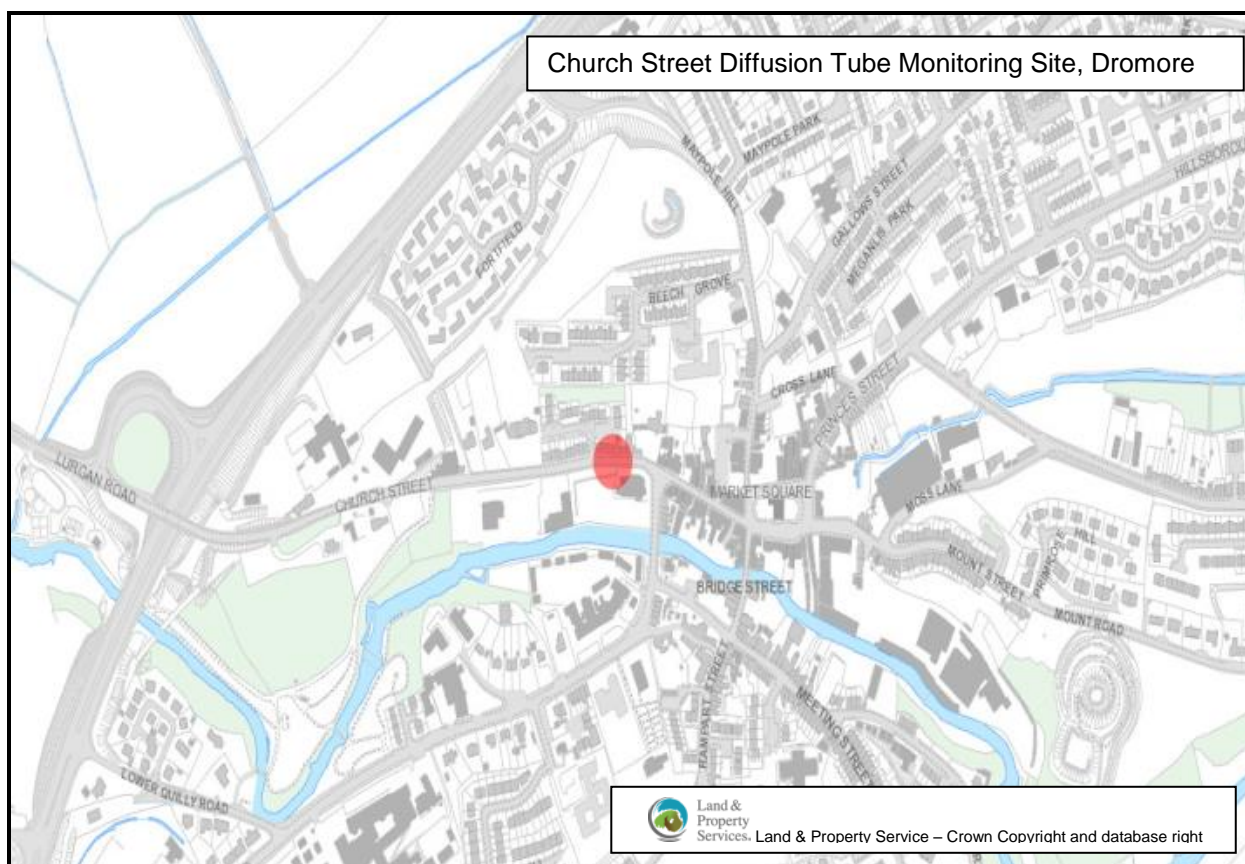 Church Street Diffusion Tube Monitoring Site, Dromore
MAYPOLE HILL
MAYPOLE PARK
GALLOWS STREET
MEGANLIS PARK
HILLSBOROU
FORTFIELD
BEECH GROVE
CROSS LANE
PRINCES STREET
LURGAN ROAD
CHURCH STREET
MARKET SQUARE
MOSS LANE
MOUNT STREET
PRIMROSE
HILL
MOUNT ROAD
BRIDGE STREET
RAMPART STREET
MEETING STREET
LOWER QUILLY ROAD
Land &
Property
Services.
Land & Property Service – Crown Copyright and database right